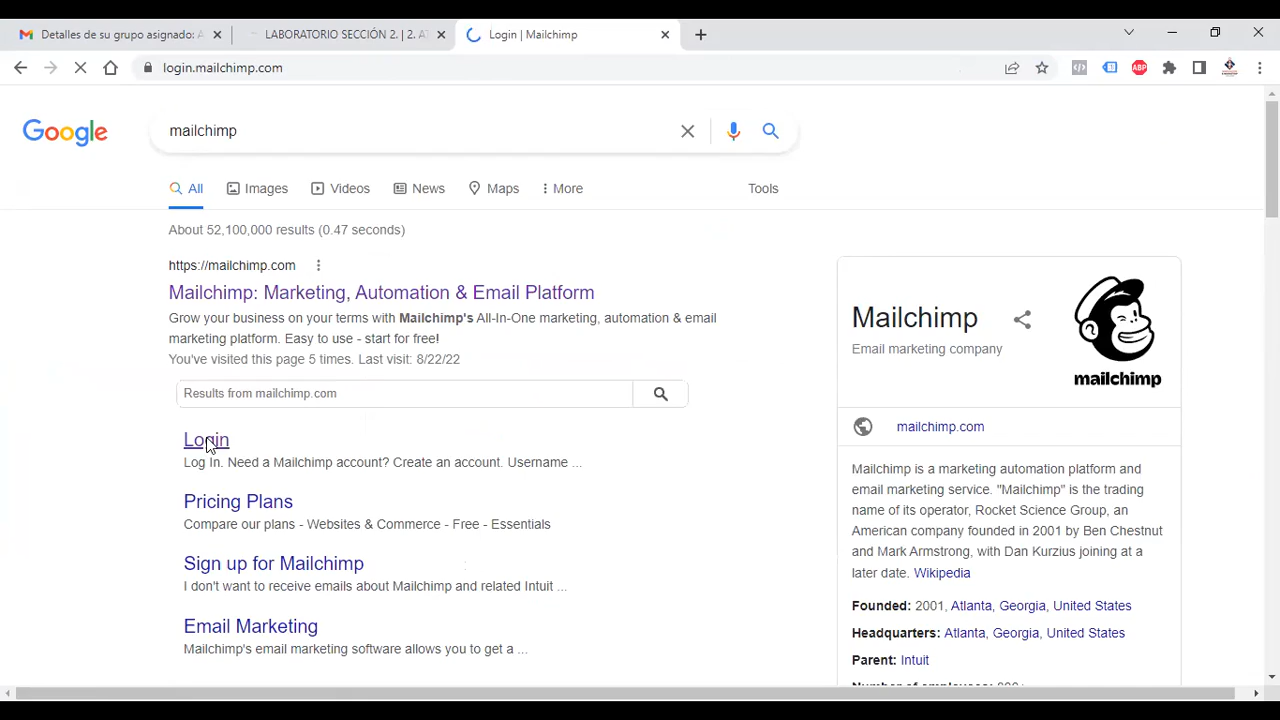 Detalles de su grupo asignado: A
LABORATORIO SECCIÓN 2. | 2. AT
Login | Mailchimp
login.mailchimp.com
ABP
Google
mailchimp
All
Images
Videos
News
Maps
More
Tools
About 52,100,000 results (0.47 seconds)
https://mailchimp.com
Mailchimp: Marketing, Automation & Email Platform
Grow your business on your terms with Mailchimp's All-In-One marketing, automation & email
marketing platform. Easy to use - start for free!
You've visited this page 5 times. Last visit: 8/22/22
Results from mailchimp.com
Login
Log In. Need a Mailchimp account? Create an account. Username ...
Pricing Plans
Compare our plans - Websites & Commerce - Free - Essentials
Sign up for Mailchimp
I don't want to receive emails about Mailchimp and related Intuit ...
Email Marketing
Mailchimp's email marketing software allows you to get a ...
Mailchimp
Email marketing company
mailchimp
mailchimp.com
Mailchimp is a marketing automation platform and
email marketing service. "Mailchimp" is the trading
name of its operator, Rocket Science Group, an
American company founded in 2001 by Ben Chestnut
and Mark Armstrong, with Dan Kurzius joining at a
later date. Wikipedia
Founded: 2001, Atlanta, Georgia, United States
Headquarters: Atlanta, Georgia, United States
Parent: Intuit